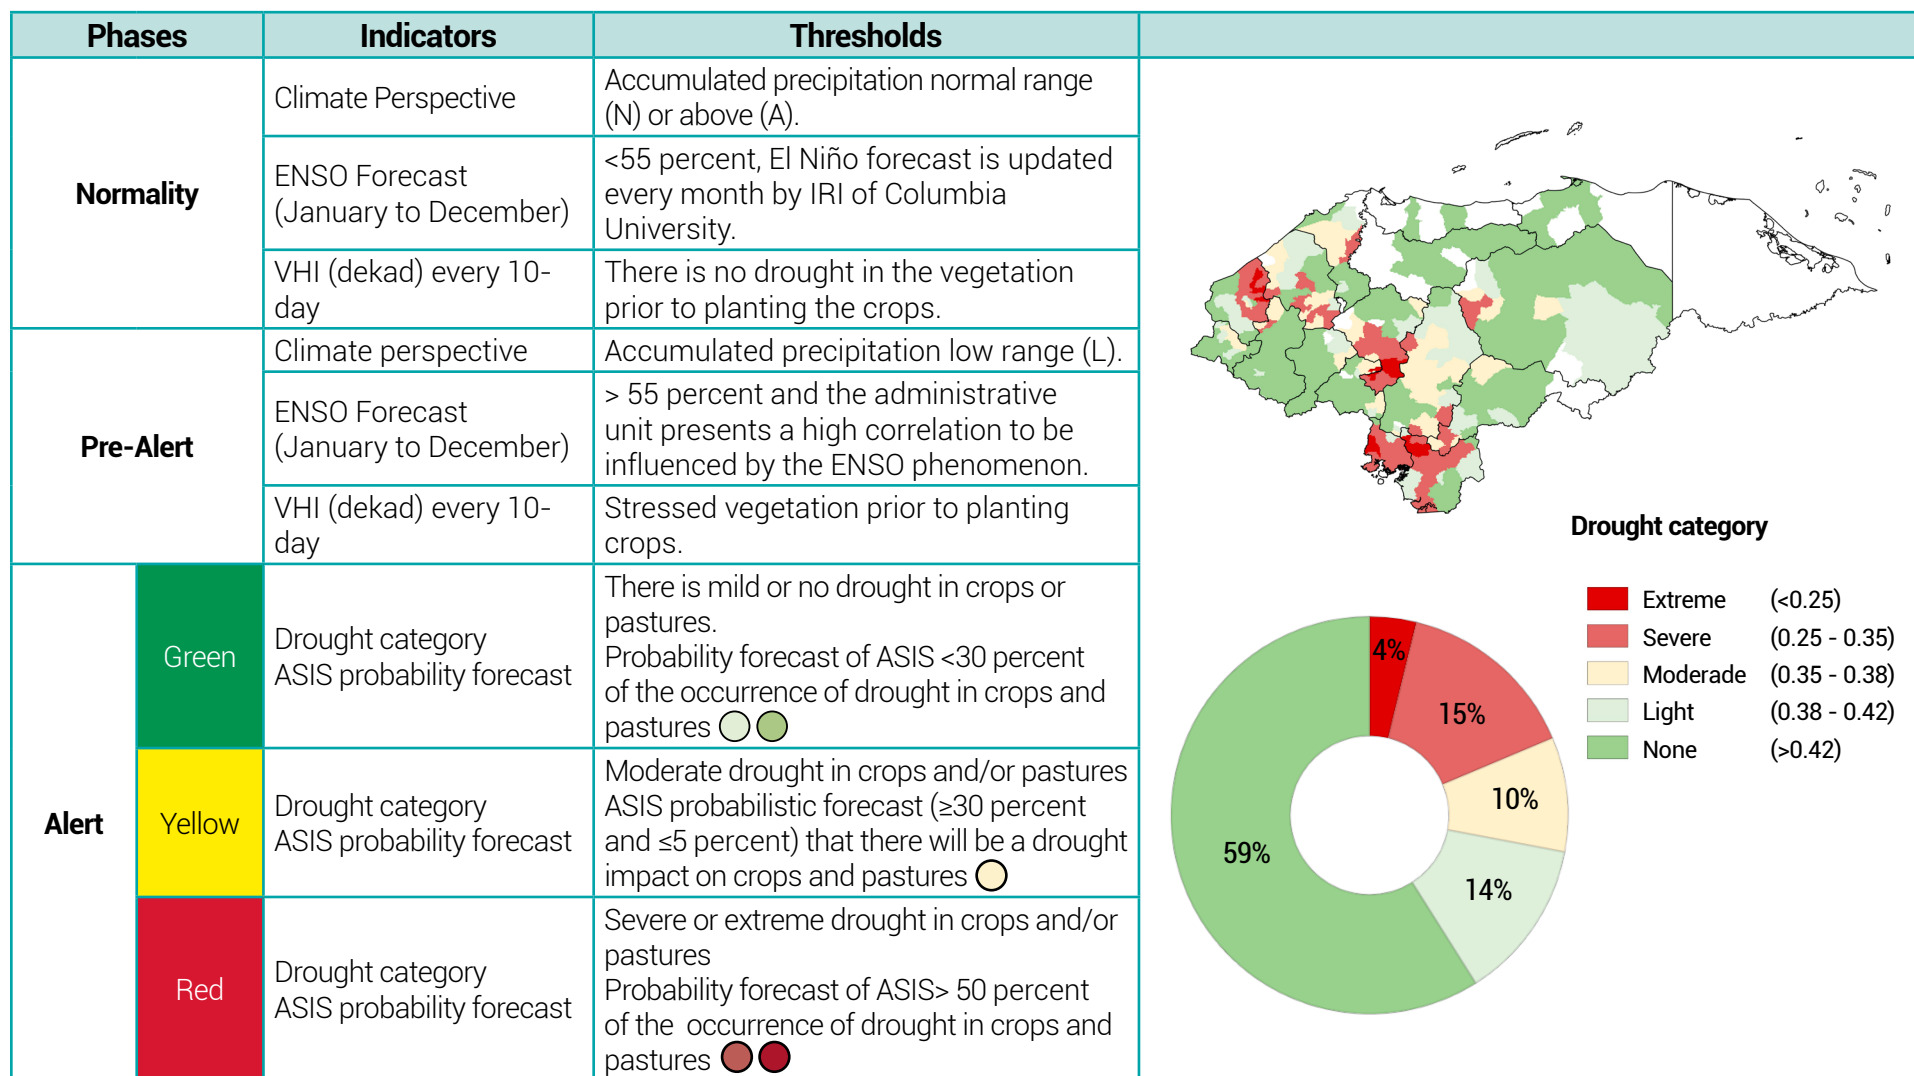 Phases
Indicators
Thresholds
Normality
Climate Perspective
Accumulated precipitation normal range
(N) or above (A).
ENSO Forecast
(January to December)
<55 percent, El Niño forecast is updated
every month by IRI of Columbia
University.
VHI (dekad) every 10-
day
There is no drought in the vegetation
prior to planting the crops.
Pre-Alert
Climate perspective
Accumulated precipitation low range (L).
ENSO Forecast
(January to December)
> 55 percent and the administrative
unit presents a high correlation to be
influenced by the ENSO phenomenon.
VHI (dekad) every 10-
day
Stressed vegetation prior to planting
crops.
Alert
Green
Drought category
ASIS probability forecast
There is mild or no drought in crops or
pastures.
Probability forecast of ASIS <30 percent
of the occurrence of drought in crops and
pastures
Yellow
Drought category
ASIS probability forecast
Moderate drought in crops and/or pastures
ASIS probabilistic forecast (≥30 percent
and ≤5 percent) that there will be a drought
impact on crops and pastures
Red
Drought category
ASIS probability forecast
Severe or extreme drought in crops and/or
pastures
Probability forecast of ASIS> 50 percent
of the occurrence of drought in crops and
pastures
Drought category
Extreme (<0.25)
Severe (0.25 - 0.35)
Moderade (0.35 - 0.38)
Light (0.38 - 0.42)
None (>0.42)
4%
15%
10%
14%
59%